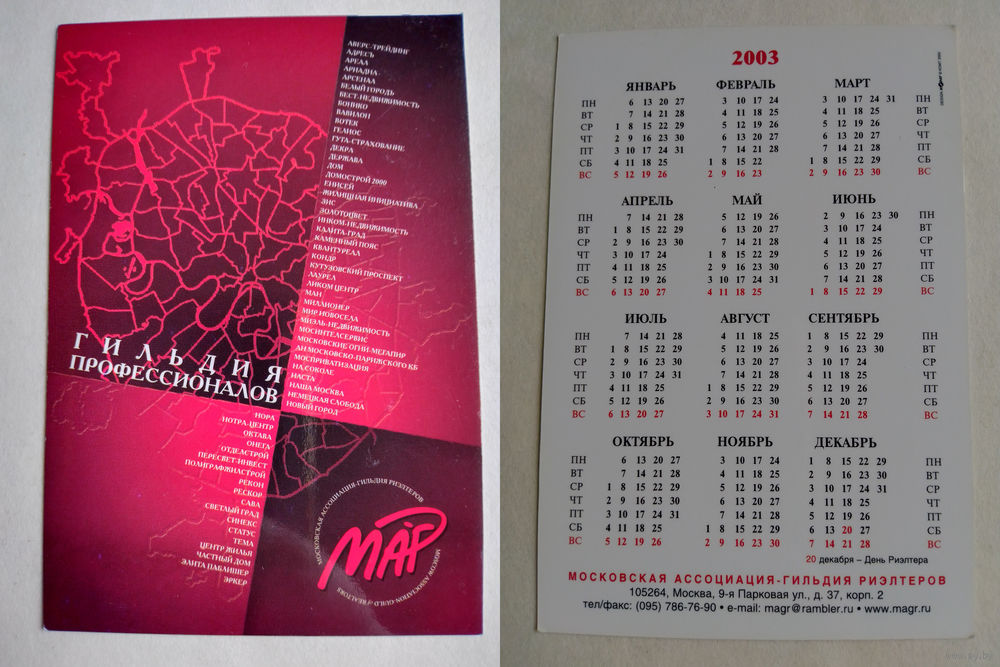 АВЕРС-ТРЕЙДИНГ
АДРЕСЪ
АРЕАЛ
АРИАДНА
АРСЕНАЛ
БЕЛЫЙ ГОРОДЪ
БЕСТ-НЕДВИЖИМОСТЬ
БОНИКО
ВАВИЛОН
ВОТЕК
ГЕЛИОС
ГУТА-СТРАХОВАНИЕ
ДЕКРА
ДЕРЖАВА
ДОМ
ДОМОСТРОЙ 2000
ЕНИСЕЙ
ЖИЛИЩНАЯ ИНИЦИАТИВА
ЗИС
ЗОЛОТОЦВЕТ
ИНКОМ-НЕДВИЖИМОСТЬ
КАЛИТА-ГРАД
КАМЕННЫЙ ПОЯС
КВАНТУРЕАЛ
КОНДР
КУТУЗОВСКИЙ ПРОСПЕКТ
ЛАУРЕЛ
ЛИКОМ ЦЕНТР
МАН
МИЛЛИОНЕР
МИР НОВОСЕЛА
МИЭЛЬ-НЕДВИЖИМОСТЬ
МОСИНТЕЛСЕРВИС
МОСКОВСКИЕ ОГНИ-МЕГАПИР
АН МОСКОВСКО-ПАРИЖСКОГО КБ
МОСПРИВАТИЗАЦИЯ
НА СОКОЛЕ
НАСТА
НАША МОСКВА
НЕМЕЦКАЯ СЛОБОДА
НОВЫЙ ГОРОД
ГИЛЬДИЯ
ПРОФЕССИОНАЛОВ
НОРА
НОТРА-ЦЕНТР
ОКТАВА
ОНЕГА
ОТДЕЛСТРОЙ
ПЕРЕСВЕТ-ИНВЕСТ
ПОЛИГРАФЖИЛСТРОЙ
РЕКОН
РЕСКОР
САВА
СВЕТЛЫЙ ГРАД
СИНЕКС
СТАТУС
ТЕМА
ЦЕНТР ЖИЛЬЯ
ЧАСТНЫЙ ДОМ
ЭЛИТА ПАБЛИШЕР
ЭРКЕР
МОСКОВСКАЯ АССОЦИАЦИЯ-ГИЛЬДИЯ РИЭЛТЕРОВ
МАГР
MOSCOW ASSOCIATION-GUILD of REALTORS
2003
ЯНВАРЬ ФЕВРАЛЬ МАРТ
ПН 6 13 20 27 3 10 17 24 3 10 17 24 31 ПН
ВТ 7 14 21 28 4 11 18 25 4 11 18 25 ВТ
СР 1 8 15 22 29 5 12 19 26 5 12 19 26 СР
ЧТ 2 9 16 23 30 6 13 20 27 6 13 20 27 ЧТ
ПТ 3 10 17 24 31 7 14 21 28 7 14 21 28 ПТ
СБ 4 11 18 25 1 8 15 22 1 8 15 22 29 СБ
ВС 5 12 19 26 2 9 16 23 2 9 16 23 30 ВС
АПРЕЛЬ МАЙ ИЮНЬ
ПН 7 14 21 28 5 12 19 26 2 9 16 23 30 ПН
ВТ 1 8 15 22 29 6 13 20 27 3 10 17 24 ВТ
СР 2 9 16 23 30 7 14 21 28 4 11 18 25 СР
ЧТ 3 10 17 24 1 8 15 22 29 5 12 19 26 ЧТ
ПТ 4 11 18 25 2 9 16 23 30 6 13 20 27 ПТ
СБ 5 12 19 26 3 10 17 24 31 7 14 21 28 СБ
ВС 6 13 20 27 4 11 18 25 1 8 15 22 29 ВС
ИЮЛЬ АВГУСТ СЕНТЯБРЬ
ПН 7 14 21 28 4 11 18 25 1 8 15 22 29 ПН
ВТ 1 8 15 22 29 5 12 19 26 2 9 16 23 30 ВТ
СР 2 9 16 23 30 6 13 20 27 3 10 17 24 СР
ЧТ 3 10 17 24 31 7 14 21 28 4 11 18 25 ЧТ
ПТ 4 11 18 25 1 8 15 22 29 5 12 19 26 ПТ
СБ 5 12 19 26 2 9 16 23 30 6 13 20 27 СБ
ВС 6 13 20 27 3 10 17 24 31 7 14 21 28 ВС
ОКТЯБРЬ НОЯБРЬ ДЕКАБРЬ
ПН 6 13 20 27 3 10 17 24 1 8 15 22 29 ПН
ВТ 7 14 21 28 4 11 18 25 2 9 16 23 30 ВТ
СР 1 8 15 22 29 5 12 19 26 3 10 17 24 31 СР
ЧТ 2 9 16 23 30 6 13 20 27 4 11 18 25 ЧТ
ПТ 3 10 17 24 31 7 14 21 28 5 12 19 26 ПТ
СБ 4 11 18 25 1 8 15 22 29 6 13 20 27 СБ
ВС 5 12 19 26 2 9 16 23 30 7 14 21 28 ВС
20 декабря – День Риэлтера
МОСКОВСКАЯ АССОЦИАЦИЯ-ГИЛЬДИЯ РИЭЛТЕРОВ
105264, Москва, 9-я Парковая ул., д. 37, корп. 2
тел/факс: (095) 786-76-90 • e-mail: magr@rambler.ru • www.magr.ru